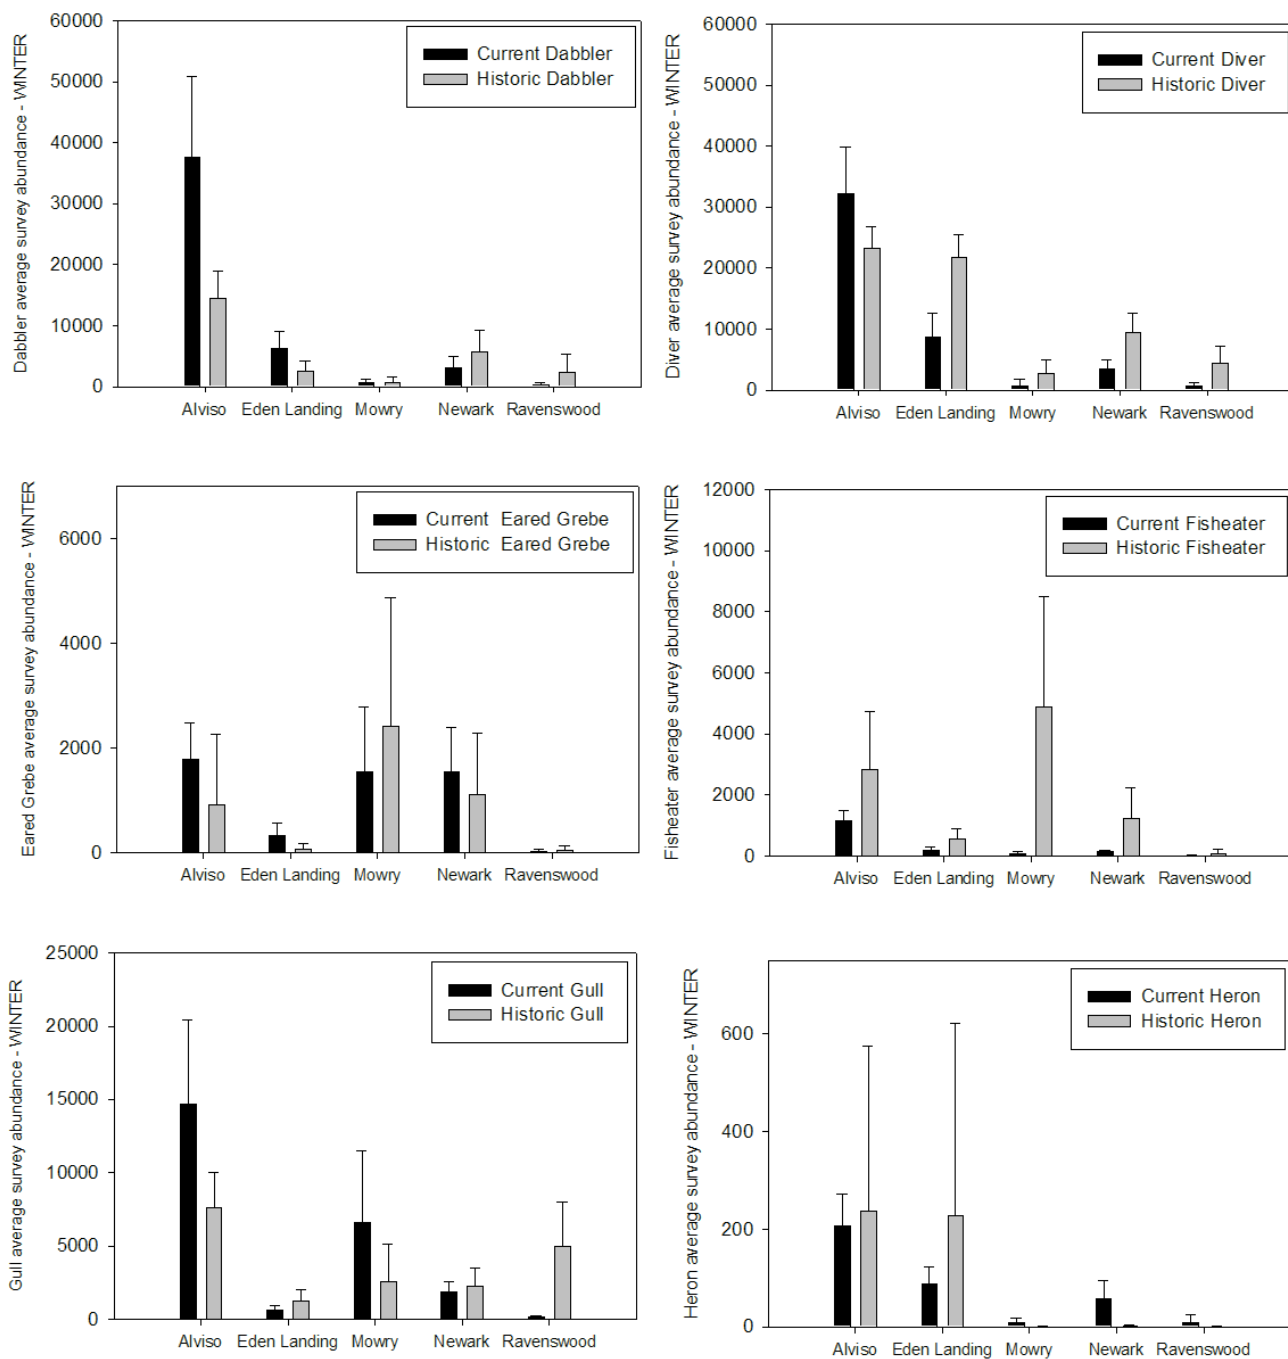 Dabbler average survey abundance - WINTER
60000
50000
40000
30000
20000
10000
0
Current Dabbler
Historic Dabbler
Alviso Eden Landing Mowry Newark Ravenswood
Diver average survey abundance - WINTER
60000
50000
40000
30000
20000
10000
0
Current Diver
Historic Diver
Alviso Eden Landing Mowry Newark Ravenswood
Eared Grebe average survey abundance - WINTER
6000
4000
2000
0
Current Eared Grebe
Historic Eared Grebe
Alviso Eden Landing Mowry Newark Ravenswood
Fisheater average survey abundance - WINTER
12000
10000
8000
6000
4000
2000
0
Current Fisheater
Historic Fisheater
Alviso Eden Landing Mowry Newark Ravenswood
Gull average survey abundance - WINTER
25000
20000
15000
10000
5000
0
Current Gull
Historic Gull
Alviso Eden Landing Mowry Newark Ravenswood
Heron average survey abundance - WINTER
600
400
200
0
Current Heron
Historic Heron
Alviso Eden Landing Mowry Newark Ravenswood